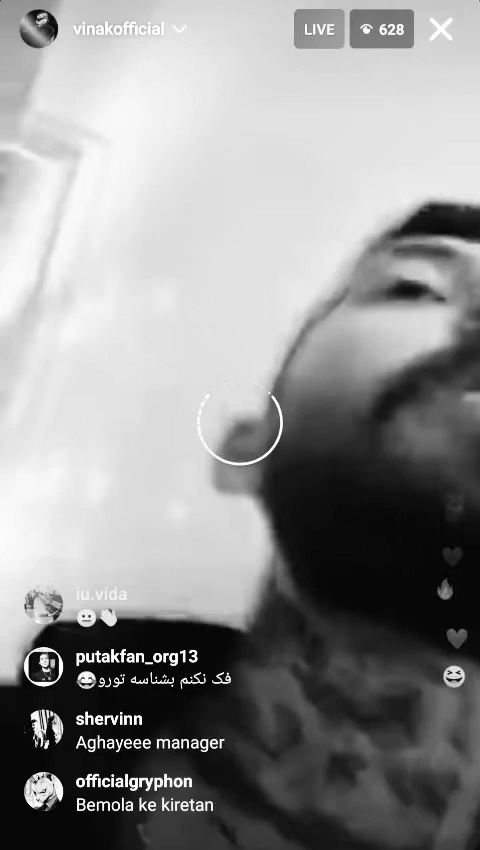 vinakofficial
LIVE
628
iu.vida
😐👋
putakfan_org13
فک نکنم بشناسه تورو😂
shervinn
Aghayeee manager
officialgryphon
Bemola ke kiretan